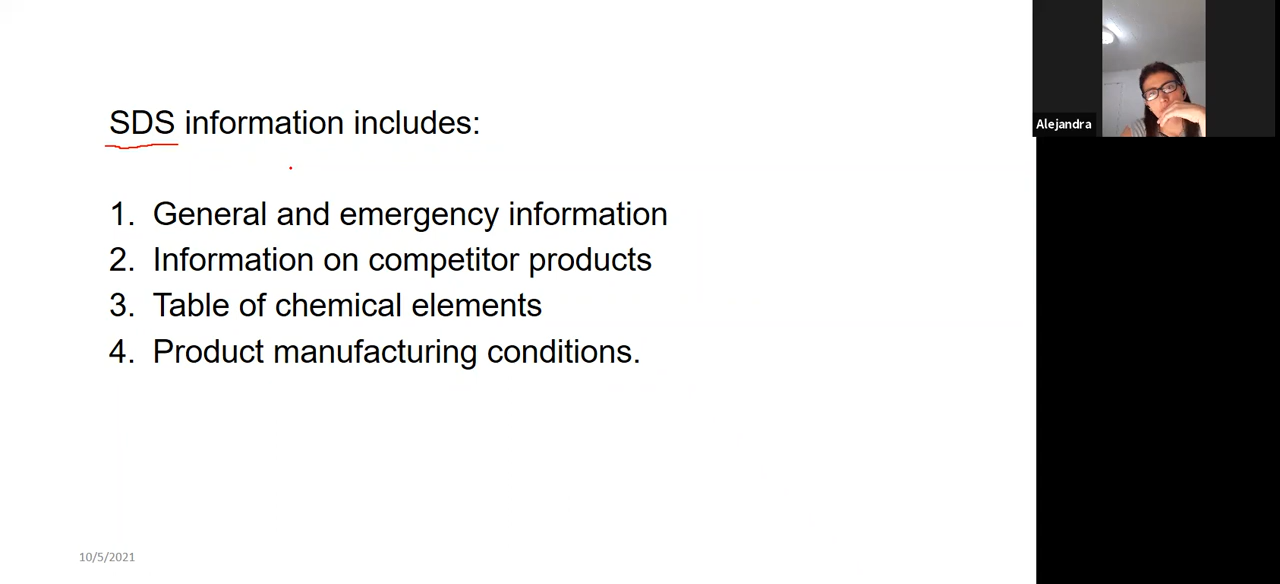 SDS information includes:
1. General and emergency information
2. Information on competitor products
3. Table of chemical elements
4. Product manufacturing conditions.
10/5/2021
Alejandra